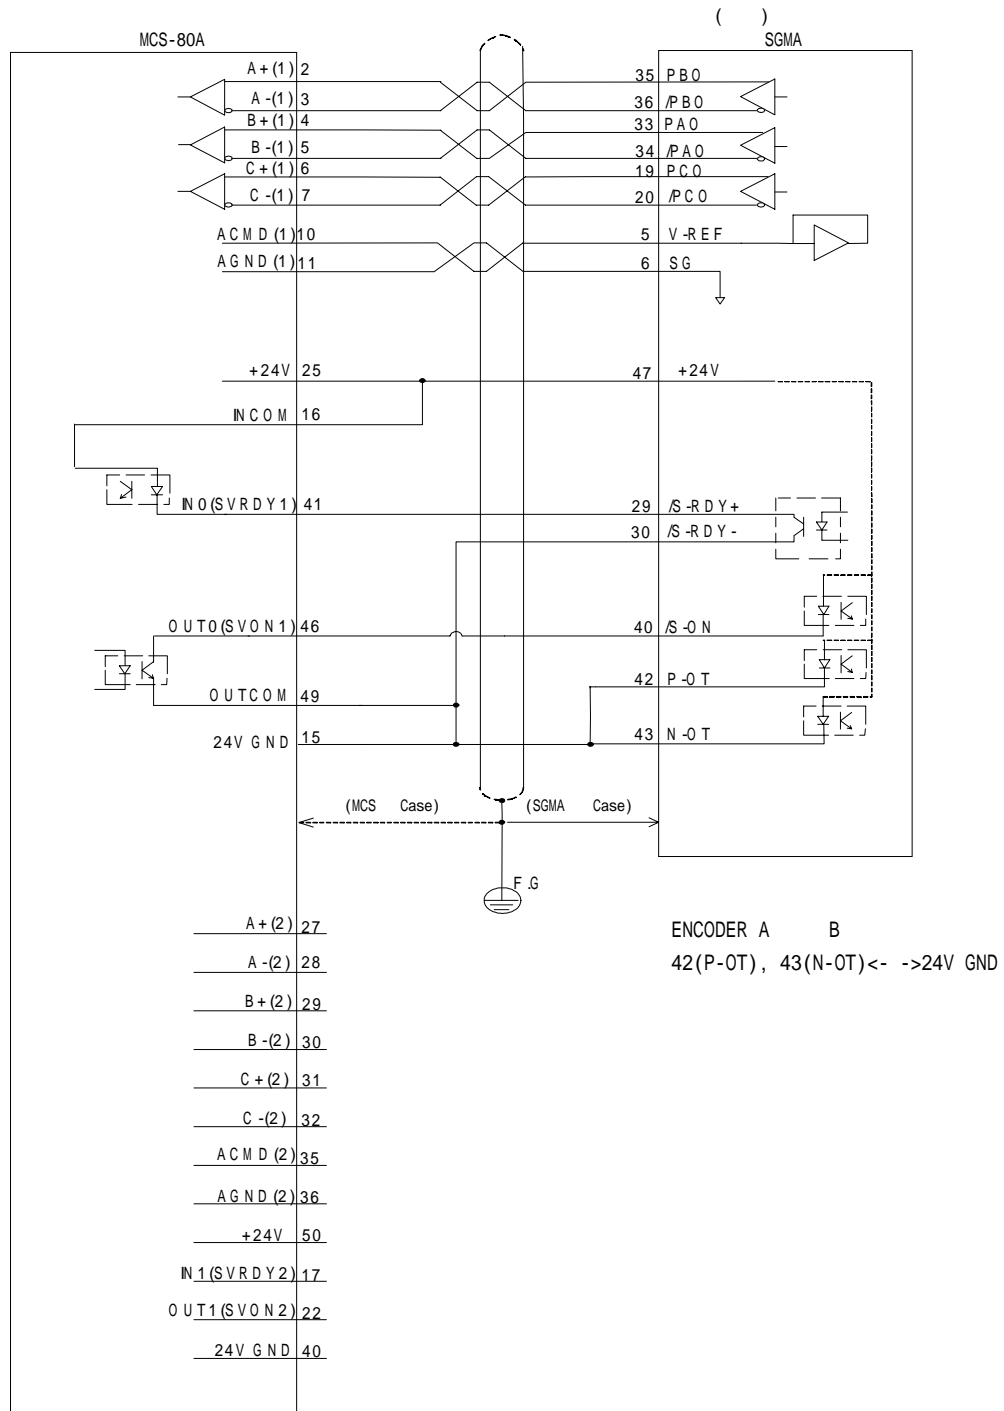 ( )
MCS-80A
SGMA
A+(1) 2
35 PBO
A-(1) 3
36 /PBO
B+(1) 4
33 PAO
B-(1) 5
34 /PAO
C+(1) 6
19 PCO
C-(1) 7
20 /PCO
ACMD(1) 10
5 V-REF
AGND(1) 11
6 SG
+24V 25
47 +24V
INCOM 16
IN0(SVRDY1) 41
29 /S-RDY+
30 /S-RDY-
OUT0(SVON1) 46
40 /S-ON
42 P-OT
OUTCOM 49
24V GND 15
43 N-OT
(MCS Case)
(SGMA Case)
F.G
A+(2) 27
ENCODER A B
A-(2) 28
42(P-OT), 43(N-OT)<- ->24V GND
B+(2) 29
B-(2) 30
C+(2) 31
C-(2) 32
ACMD(2) 35
AGND(2) 36
+24V 50
IN1(SVRDY2) 17
OUT1(SVON2) 22
24V GND 40